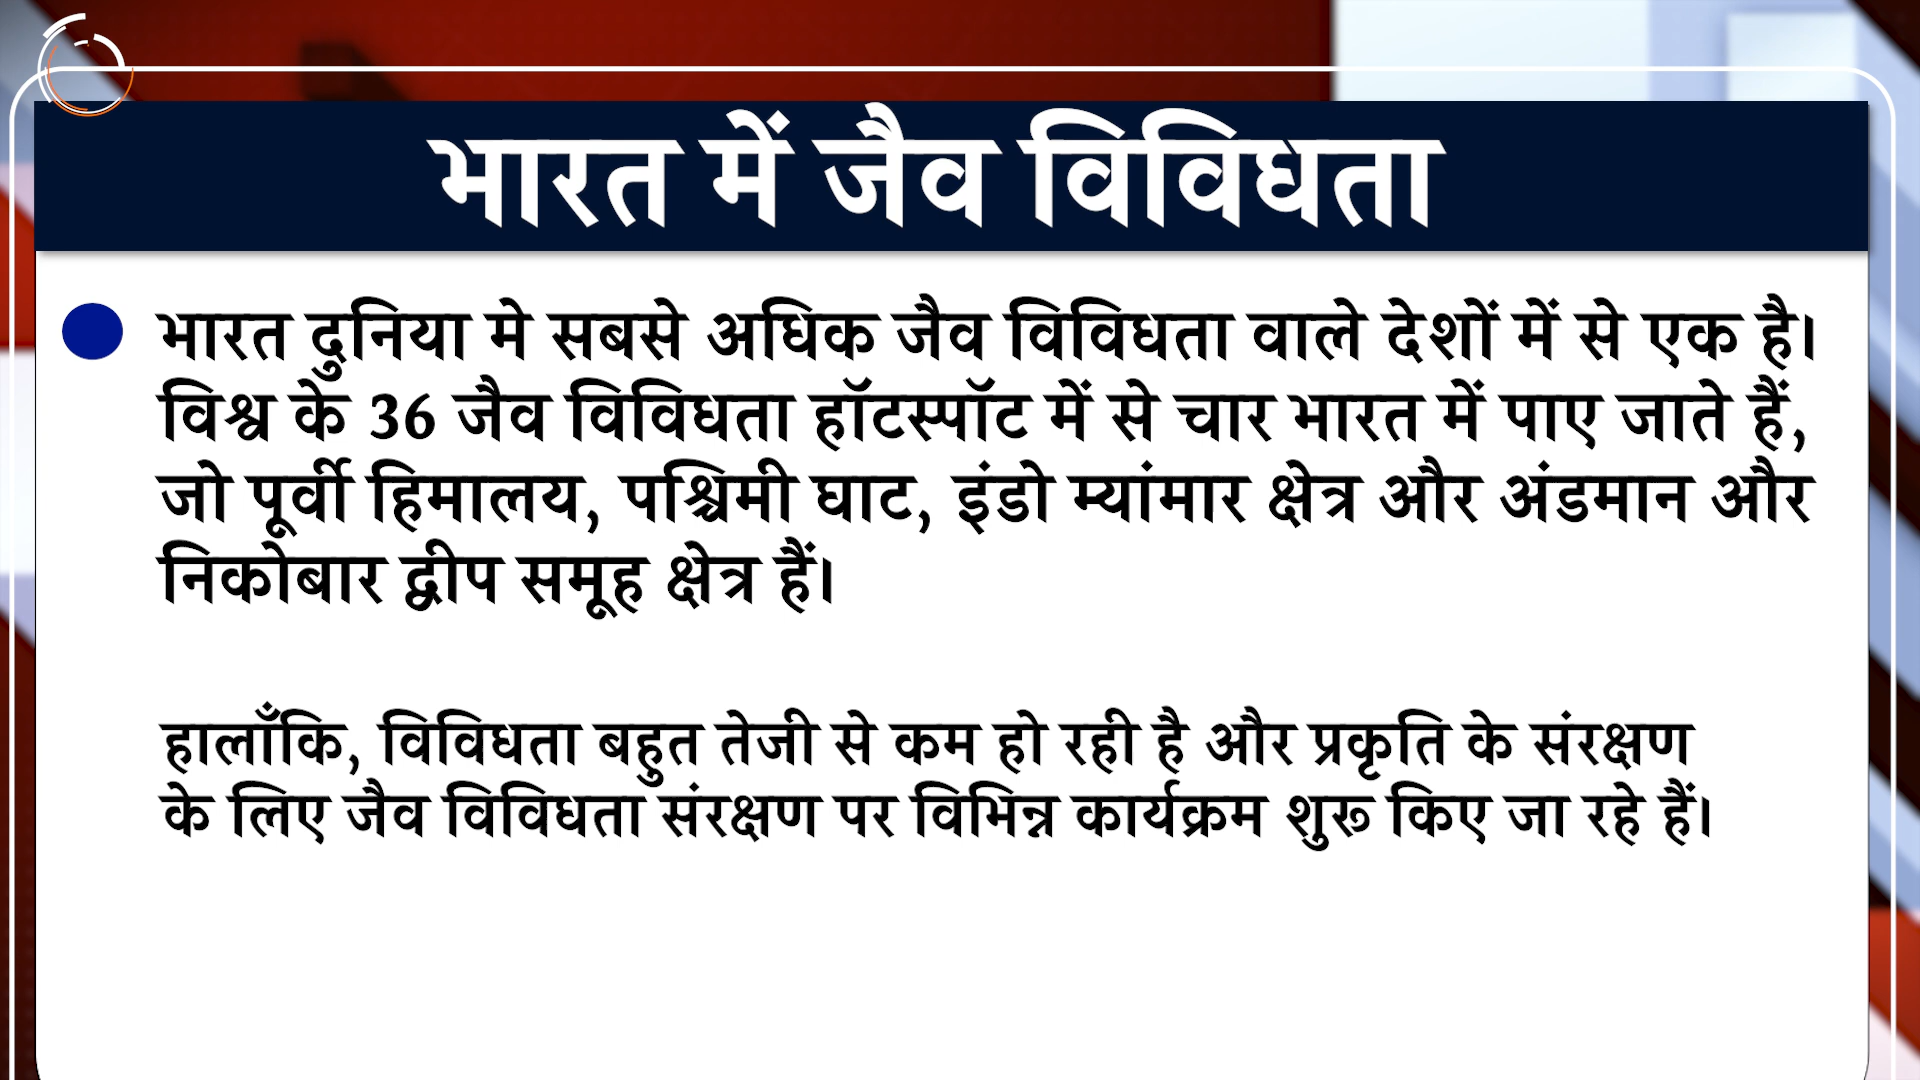 भारत में जैव विविधता
भारत दुनिया मे सबसे अधिक जैव विविधता वाले देशों में से एक है।
विश्व के 36 जैव विविधता हॉटस्पॉट में से चार भारत में पाए जाते हैं,
जो पूर्वी हिमालय, पश्चिमी घाट, इंडो म्यांमार क्षेत्र और अंडमान और
निकोबार द्वीप समूह क्षेत्र हैं।
हालाँकि, विविधता बहुत तेजी से कम हो रही है और प्रकृति के संरक्षण
के लिए जैव विविधता संरक्षण पर विभिन्न कार्यक्रम शुरू किए जा रहे हैं।